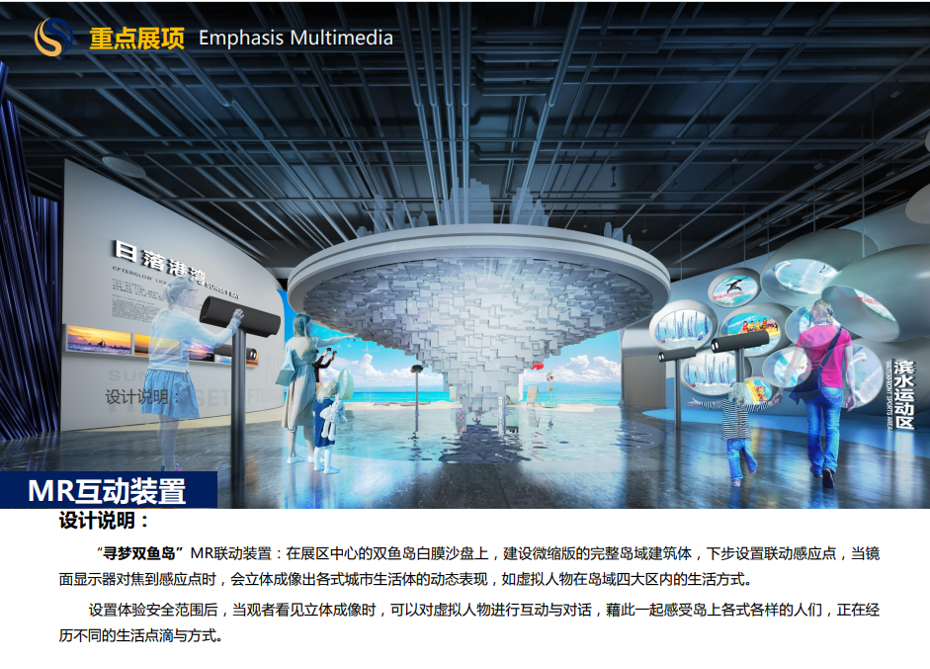 重点展项 Emphasis Multimedia
日落港湾
滨水运动区
WATERFRONT SPORTS AREA
设计说明：
MR互动装置
设计说明：
“寻梦双鱼岛”MR联动装置：在展区中心的双鱼岛白膜沙盘上，建设微缩版的完整岛域建筑体，下步设置联动感应点，当镜
面显示器对焦到感应点时，会立体成像出各式城市生活体的动态表现，如虚拟人物在岛域四大区内的生活方式。
设置体验安全范围后，当观者看见立体成像时，可以对虚拟人物进行互动与对话，藉此一起感受岛上各式各样的人们，正在经
历不同的生活点滴与方式。